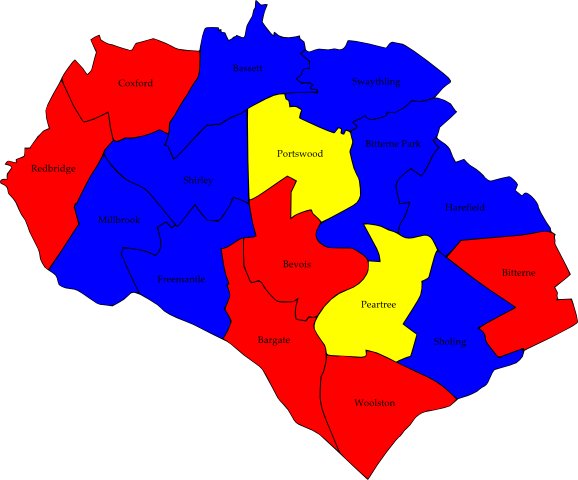 Bassett
Swaythling
Coxford
Bitterne Park
Portswood
Redbridge
Shirley
Harefield
Millbrook
Bitterne
Bevois
Freemantle
Peartree
Bargate
Sholing
Woolston